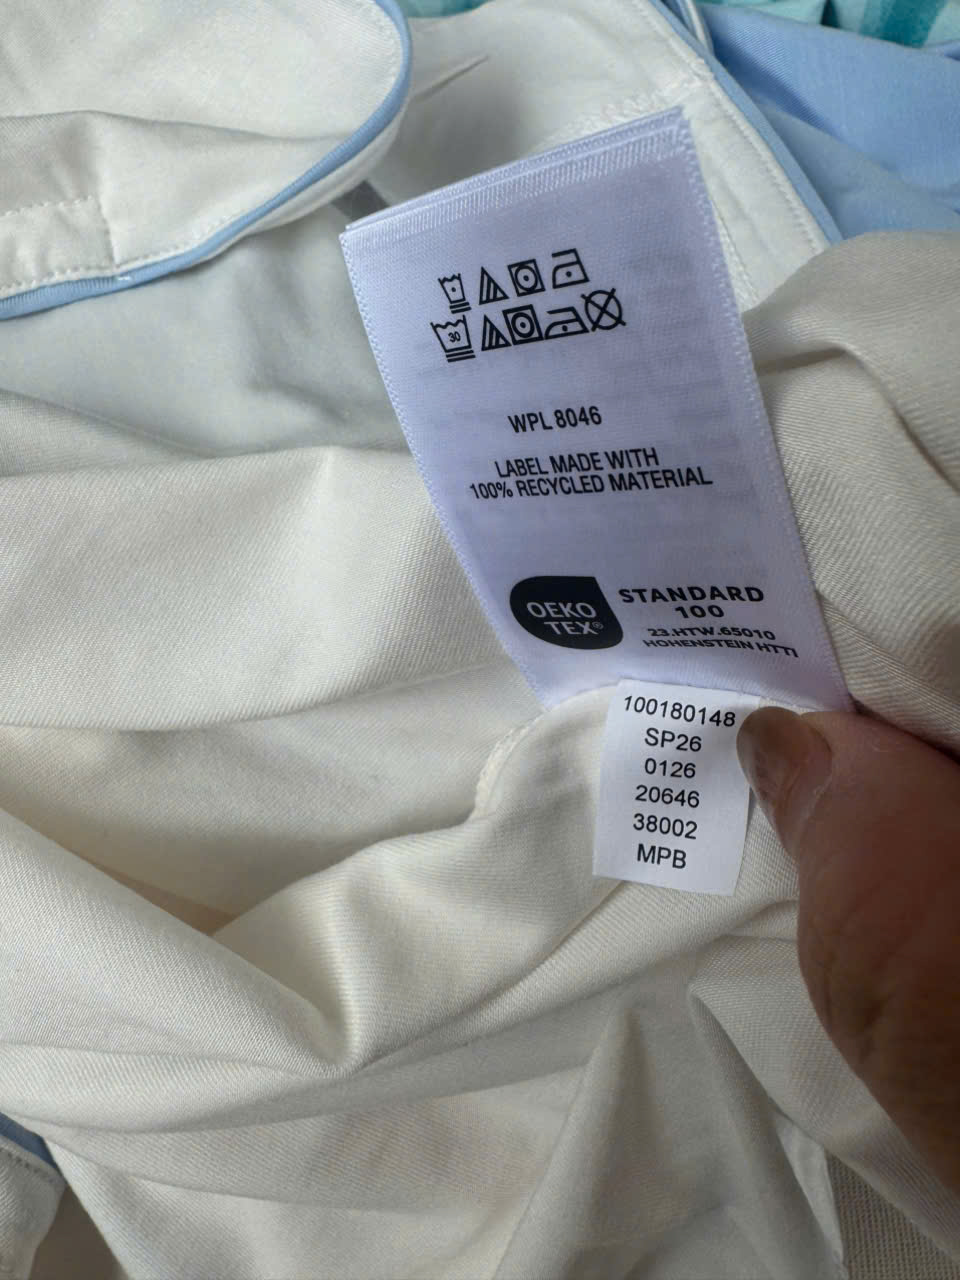 30
WPL 8046
LABEL MADE WITH
100% RECYCLED MATERIAL
OEKO
TEX®
STANDARD
100
23.HTW.65010
HOHENSTEIN HTTI
100180148
SP26
0126
20646
38002
MPB